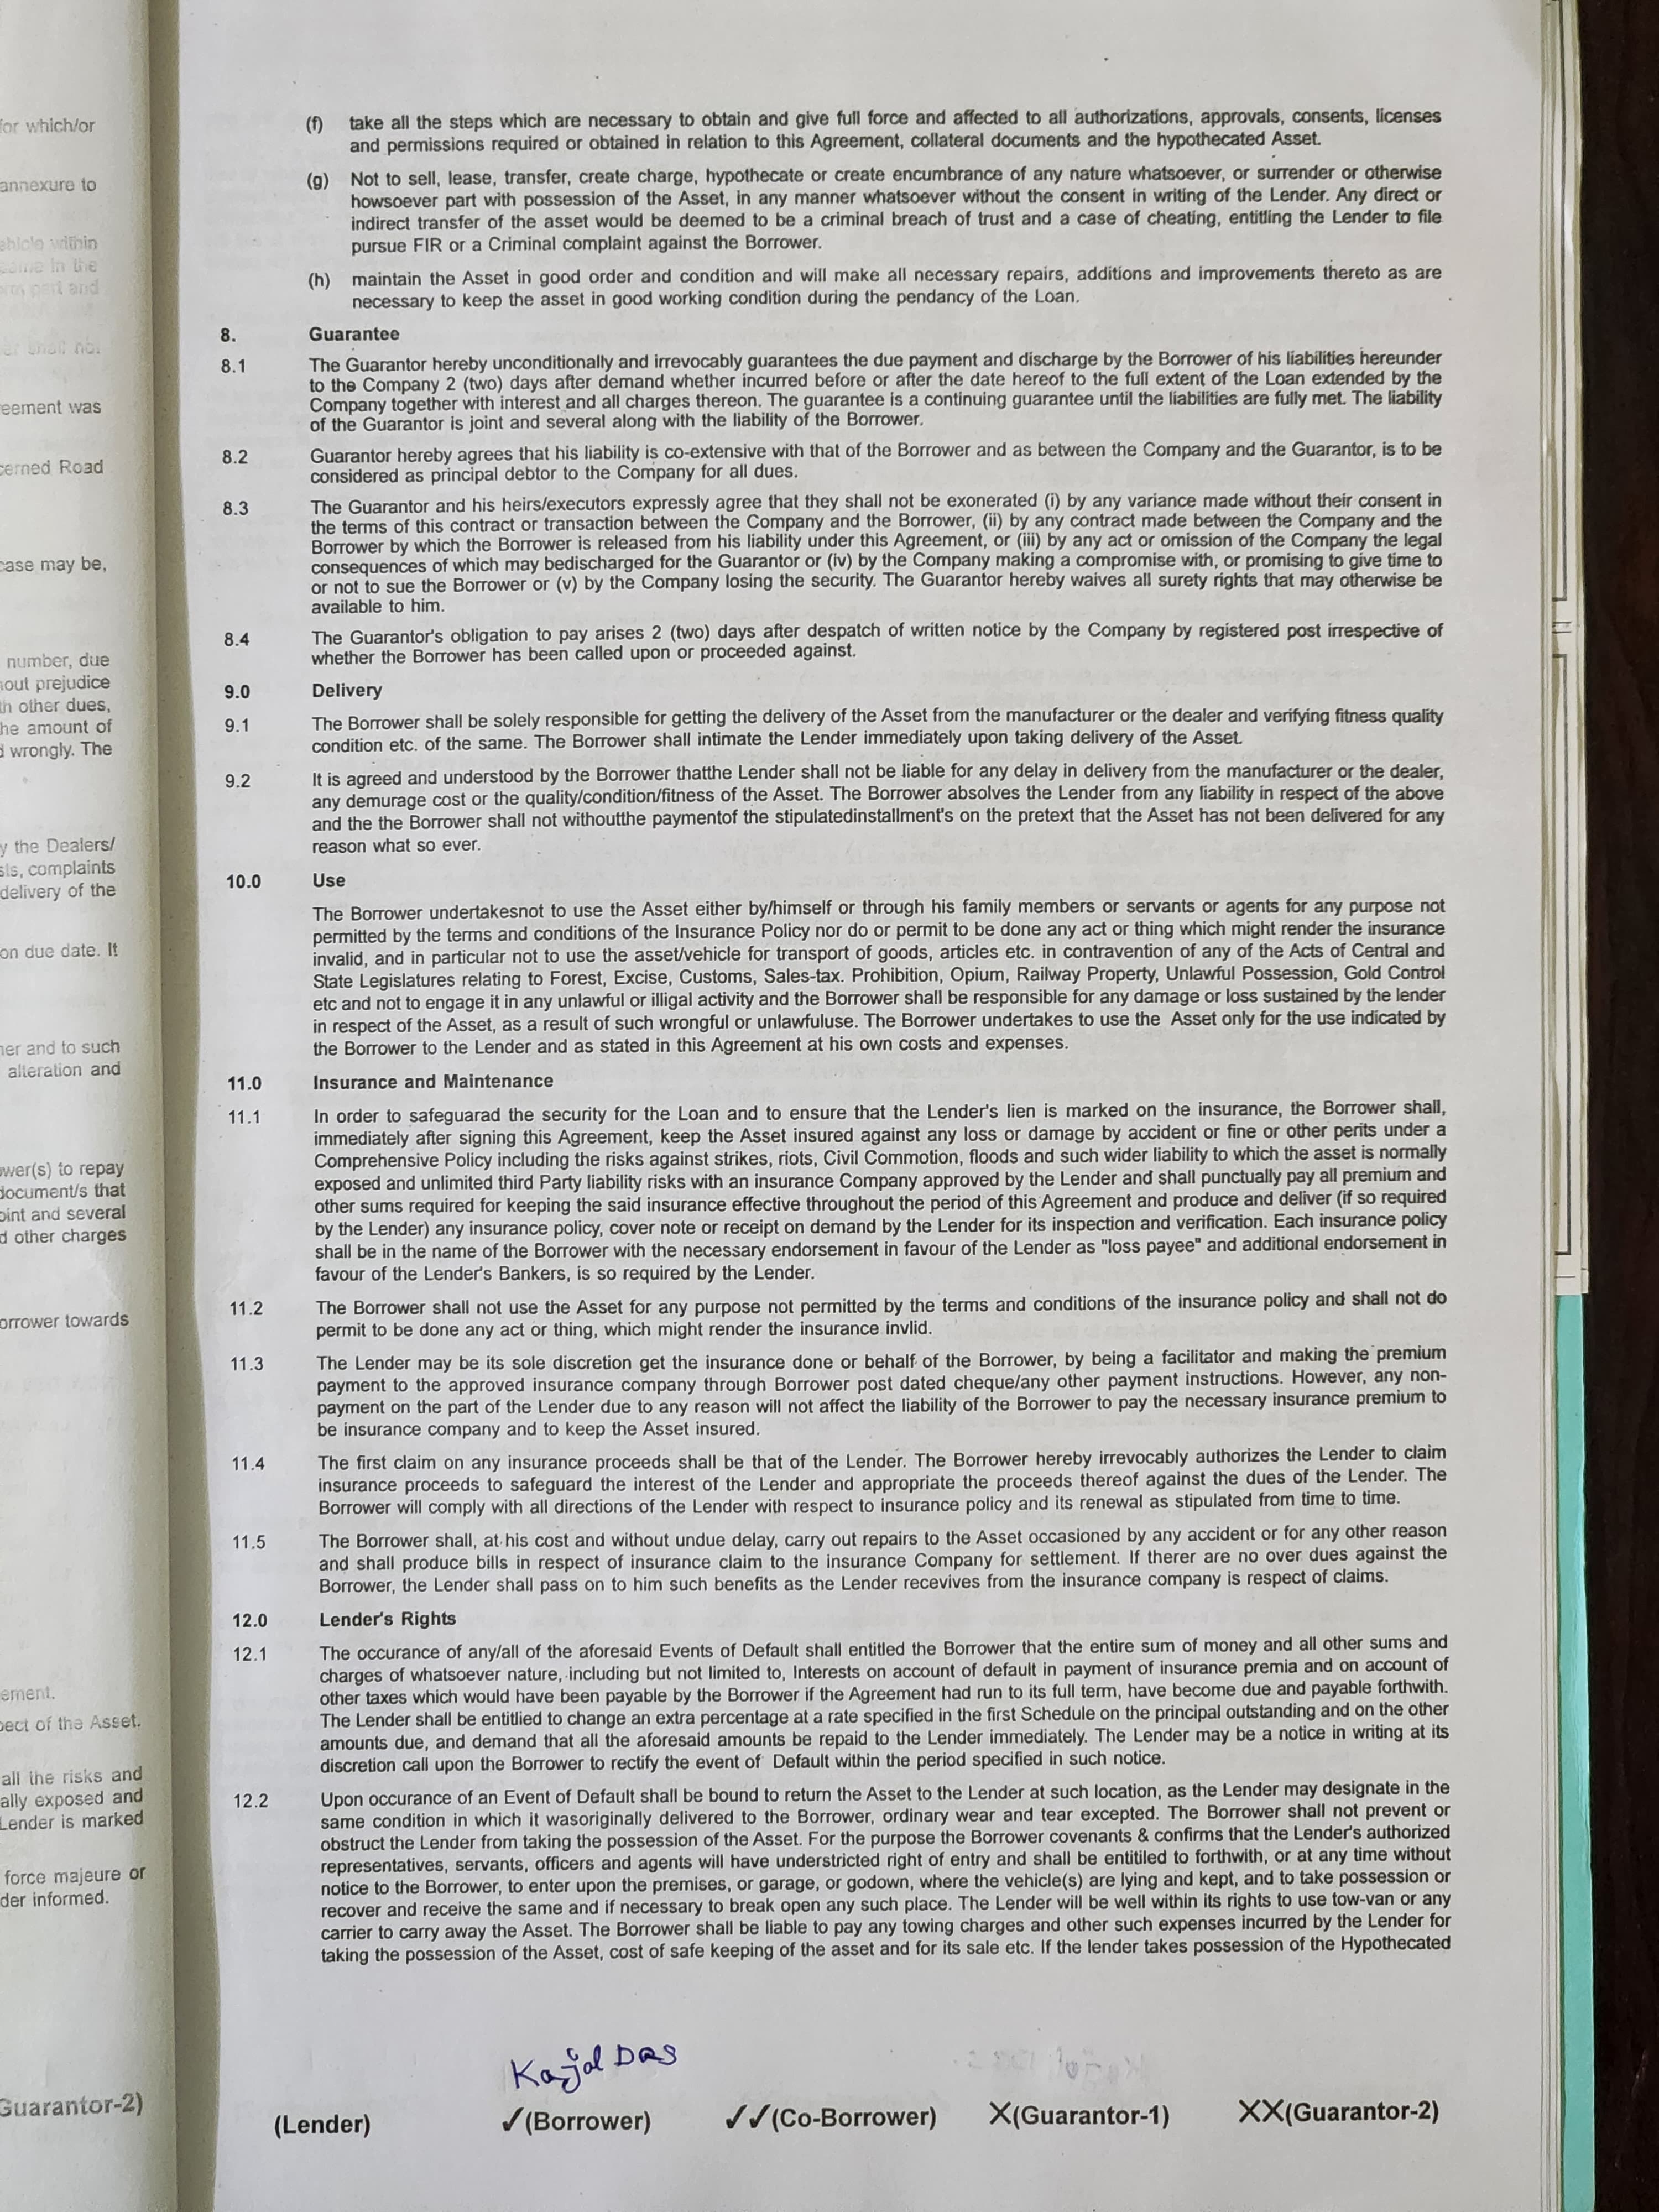 for which/or
annexure to
eement was
cerned Road
case may be,
number, due
out prejudice
th other dues,
he amount of
d wrongly. The
y the Dealers/
sts, complaints
delivery of the
on due date. It
ner and to such
alteration and
wer(s) to repay
document/s that
oint and several
d other charges
orrower towards
ement.
pect of the Asset.
all the risks and
ally exposed and
Lender is marked
force majeure or
der informed.
Guarantor-2)
(f) take all the steps which are necessary to obtain and give full force and affected to all authorizations, approvals, consents, licenses
and permissions required or obtained in relation to this Agreement, collateral documents and the hypothecated Asset.
(g) Not to sell, lease, transfer, create charge, hypothecate or create encumbrance of any nature whatsoever, or surrender or otherwise
howsoever part with possession of the Asset, in any manner whatsoever without the consent in writing of the Lender. Any direct or
indirect transfer of the asset would be deemed to be a criminal breach of trust and a case of cheating, entitling the Lender to file
pursue FIR or a Criminal complaint against the Borrower.
(h) maintain the Asset in good order and condition and will make all necessary repairs, additions and improvements thereto as are
necessary to keep the asset in good working condition during the pendancy of the Loan.
8. Guarantee
8.1 The Guarantor hereby unconditionally and irrevocably guarantees the due payment and discharge by the Borrower of his liabilities hereunder
to the Company 2 (two) days after demand whether incurred before or after the date hereof to the full extent of the Loan extended by the
Company together with interest and all charges thereon. The guarantee is a continuing guarantee until the liabilities are fully met. The liability
of the Guarantor is joint and several along with the liability of the Borrower.
8.2 Guarantor hereby agrees that his liability is co-extensive with that of the Borrower and as between the Company and the Guarantor, is to be
considered as principal debtor to the Company for all dues.
8.3 The Guarantor and his heirs/executors expressly agree that they shall not be exonerated (i) by any variance made without their consent in
the terms of this contract or transaction between the Company and the Borrower, (ii) by any contract made between the Company and the
Borrower by which the Borrower is released from his liability under this Agreement, or (iii) by any act or omission of the Company the legal
consequences of which may bedischarged for the Guarantor or (iv) by the Company making a compromise with, or promising to give time to
or not to sue the Borrower or (v) by the Company losing the security. The Guarantor hereby waives all surety rights that may otherwise be
available to him.
8.4 The Guarantor's obligation to pay arises 2 (two) days after despatch of written notice by the Company by registered post irrespective of
whether the Borrower has been called upon or proceeded against.
9.0 Delivery
9.1 The Borrower shall be solely responsible for getting the delivery of the Asset from the manufacturer or the dealer and verifying fitness quality
condition etc. of the same. The Borrower shall intimate the Lender immediately upon taking delivery of the Asset.
9.2 It is agreed and understood by the Borrower thatthe Lender shall not be liable for any delay in delivery from the manufacturer or the dealer,
any demurage cost or the quality/condition/fitness of the Asset. The Borrower absolves the Lender from any liability in respect of the above
and the the Borrower shall not withoutthe paymentof the stipulatedinstallment's on the pretext that the Asset has not been delivered for any
reason what so ever.
10.0 Use
The Borrower undertakesnot to use the Asset either by/himself or through his family members or servants or agents for any purpose not
permitted by the terms and conditions of the Insurance Policy nor do or permit to be done any act or thing which might render the insurance
invalid, and in particular not to use the asset/vehicle for transport of goods, articles etc. in contravention of any of the Acts of Central and
State Legislatures relating to Forest, Excise, Customs, Sales-tax. Prohibition, Opium, Railway Property, Unlawful Possession, Gold Control
etc and not to engage it in any unlawful or illigal activity and the Borrower shall be responsible for any damage or loss sustained by the lender
in respect of the Asset, as a result of such wrongful or unlawfuluse. The Borrower undertakes to use the Asset only for the use indicated by
the Borrower to the Lender and as stated in this Agreement at his own costs and expenses.
11.0 Insurance and Maintenance
11.1 In order to safeguarad the security for the Loan and to ensure that the Lender's lien is marked on the insurance, the Borrower shall,
immediately after signing this Agreement, keep the Asset insured against any loss or damage by accident or fine or other perits under a
Comprehensive Policy including the risks against strikes, riots, Civil Commotion, floods and such wider liability to which the asset is normally
exposed and unlimited third Party liability risks with an insurance Company approved by the Lender and shall punctually pay all premium and
other sums required for keeping the said insurance effective throughout the period of this Agreement and produce and deliver (if so required
by the Lender) any insurance policy, cover note or receipt on demand by the Lender for its inspection and verification. Each insurance policy
shall be in the name of the Borrower with the necessary endorsement in favour of the Lender as "loss payee" and additional endorsement in
favour of the Lender's Bankers, is so required by the Lender.
11.2 The Borrower shall not use the Asset for any purpose not permitted by the terms and conditions of the insurance policy and shall not do
permit to be done any act or thing, which might render the insurance invlid.
11.3 The Lender may be its sole discretion get the insurance done or behalf of the Borrower, by being a facilitator and making the premium
payment to the approved insurance company through Borrower post dated cheque/any other payment instructions. However, any non-
payment on the part of the Lender due to any reason will not affect the liability of the Borrower to pay the necessary insurance premium to
be insurance company and to keep the Asset insured.
11.4 The first claim on any insurance proceeds shall be that of the Lender. The Borrower hereby irrevocably authorizes the Lender to claim
insurance proceeds to safeguard the interest of the Lender and appropriate the proceeds thereof against the dues of the Lender. The
Borrower will comply with all directions of the Lender with respect to insurance policy and its renewal as stipulated from time to time.
11.5 The Borrower shall, at his cost and without undue delay, carry out repairs to the Asset occasioned by any accident or for any other reason
and shall produce bills in respect of insurance claim to the insurance Company for settlement. If therer are no over dues against the
Borrower, the Lender shall pass on to him such benefits as the Lender recevives from the insurance company is respect of claims.
12.0 Lender's Rights
12.1 The occurance of any/all of the aforesaid Events of Default shall entitled the Borrower that the entire sum of money and all other sums and
charges of whatsoever nature, including but not limited to, Interests on account of default in payment of insurance premia and on account of
other taxes which would have been payable by the Borrower if the Agreement had run to its full term, have become due and payable forthwith.
The Lender shall be entitlied to change an extra percentage at a rate specified in the first Schedule on the principal outstanding and on the other
amounts due, and demand that all the aforesaid amounts be repaid to the Lender immediately. The Lender may be a notice in writing at its
discretion call upon the Borrower to rectify the event of Default within the period specified in such notice.
12.2 Upon occurance of an Event of Default shall be bound to return the Asset to the Lender at such location, as the Lender may designate in the
same condition in which it wasoriginally delivered to the Borrower, ordinary wear and tear excepted. The Borrower shall not prevent or
obstruct the Lender from taking the possession of the Asset. For the purpose the Borrower covenants & confirms that the Lender's authorized
representatives, servants, officers and agents will have understricted right of entry and shall be entitiled to forthwith, or at any time without
notice to the Borrower, to enter upon the premises, or garage, or godown, where the vehicle(s) are lying and kept, and to take possession or
recover and receive the same and if necessary to break open any such place. The Lender will be well within its rights to use tow-van or any
carrier to carry away the Asset. The Borrower shall be liable to pay any towing charges and other such expenses incurred by the Lender for
taking the possession of the Asset, cost of safe keeping of the asset and for its sale etc. If the lender takes possession of the Hypothecated
Kajol DAS
(Lender) ✓(Borrower) ✓✓(Co-Borrower) X(Guarantor-1) XX(Guarantor-2)